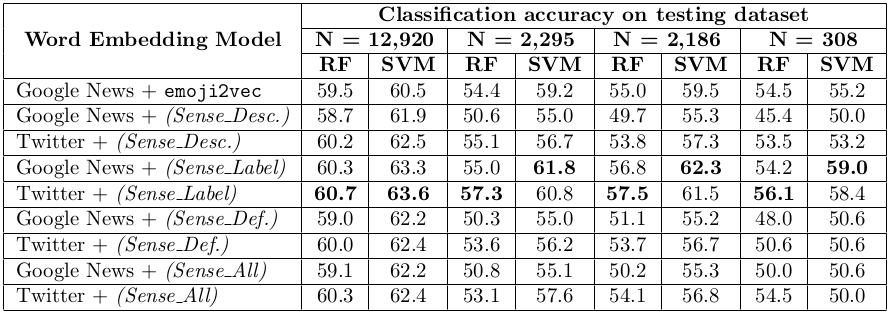 Classification accuracy on testing dataset
Word Embedding Model N = 12,920 N = 2,295 N = 2,186 N = 308
RF SVM RF SVM RF SVM RF SVM
Google News + emoji2vec 59.5 60.5 54.4 59.2 55.0 59.5 54.5 55.2
Google News + (Sense_Desc.) 58.7 61.9 50.6 55.0 49.7 55.3 45.4 50.0
Twitter + (Sense_Desc.) 60.2 62.5 55.1 56.7 53.8 57.3 53.5 53.2
Google News + (Sense_Label) 60.3 63.3 55.0 61.8 56.8 62.3 54.2 59.0
Twitter + (Sense_Label) 60.7 63.6 57.3 60.8 57.5 61.5 56.1 58.4
Google News + (Sense_Def.) 59.0 62.2 50.3 55.0 51.1 55.2 48.0 50.6
Twitter + (Sense_Def.) 60.0 62.4 53.6 56.2 53.7 56.7 50.6 50.6
Google News + (Sense_All) 59.1 62.2 50.8 55.1 50.2 55.3 50.0 50.6
Twitter + (Sense_All) 60.3 62.4 53.1 57.6 54.1 56.8 54.5 50.0